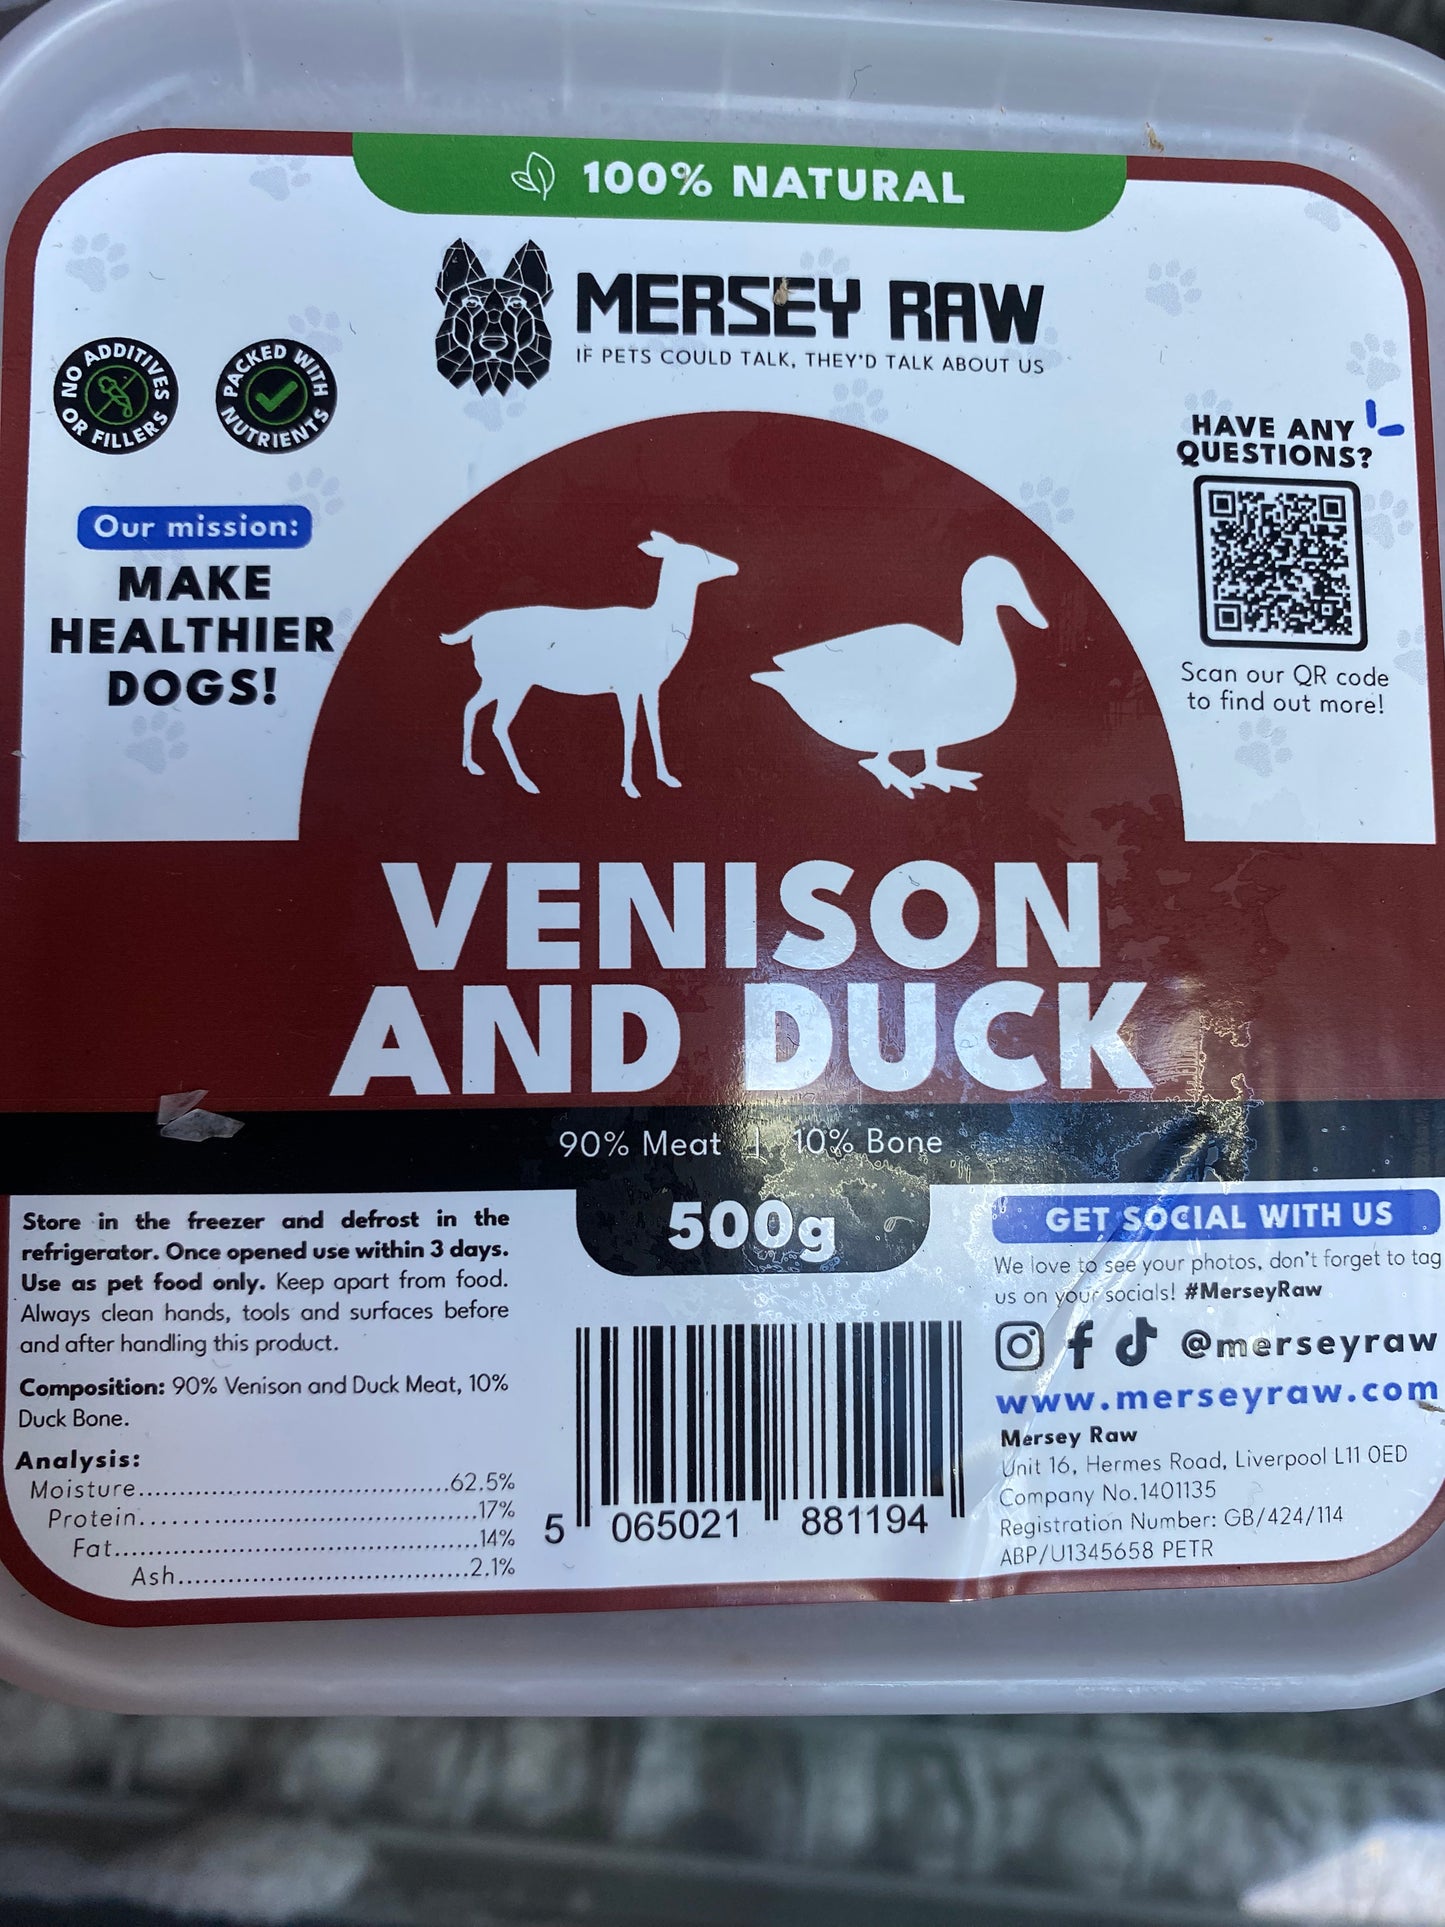 100% NATURAL
MERSEY RAW
IF PETS COULD TALK, THEY'D TALK ABOUT US
NO ADDITIVES
OR FILLERS
PACKED WITH
NUTRIENTS
Our mission:
MAKE
HEALTHIER
DOGS!
HAVE ANY
QUESTIONS?
Scan our QR code
to find out more!
VENISON
AND DUCK
90% Meat | 10% Bone
500g
Store in the freezer and defrost in the
refrigerator. Once opened use within 3 days.
Use as pet food only. Keep apart from food.
Always clean hands, tools and surfaces before
and after handling this product.
Composition: 90% Venison and Duck Meat, 10%
Duck Bone.
Analysis:
Moisture..................................62.5%
Protein....................................17%
Fat.......................................14%
Ash..................................2.1%
5 065021 881194
GET SOCIAL WITH US
We love to see your photos, don't forget to tag
us on your socials! #MerseyRaw
@merseyraw
www.merseyraw.com
Mersey Raw
Unit 16, Hermes Road, Liverpool L11 0ED
Company No.1401135
Registration Number: GB/424/114
ABP/U1345658 PETR